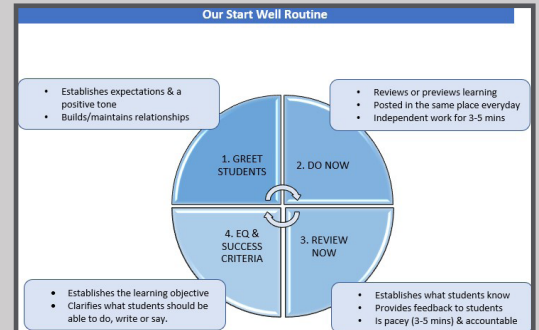 Our Start Well Routine
• Establishes expectations & a
positive tone
• Builds/maintains relationships
• Reviews or previews learning
• Posted in the same place everyday
• Independent work for 3-5 mins
1. GREET
STUDENTS
2. DO NOW
4. EQ &
SUCCESS
CRITERIA
3. REVIEW
NOW
• Establishes the learning objective
• Clarifies what students should be
able to do, write or say.
• Establishes what students know
• Provides feedback to students
• Is pacey (3-5 mins) & accountable